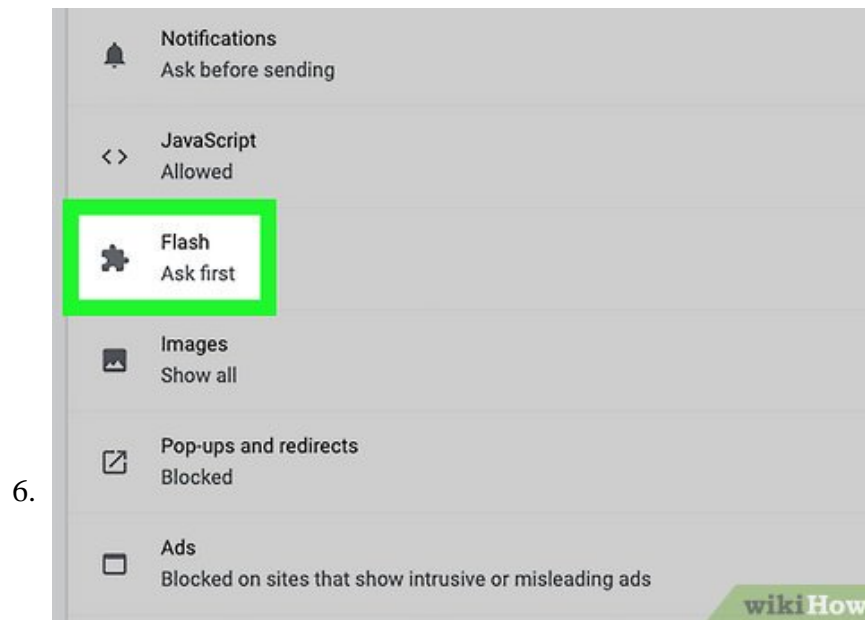 Notifications
Ask before sending
JavaScript
Allowed
Flash
Ask first
Images
Show all
Pop-ups and redirects
Blocked
6.
Ads
Blocked on sites that show intrusive or misleading ads
wikiHow